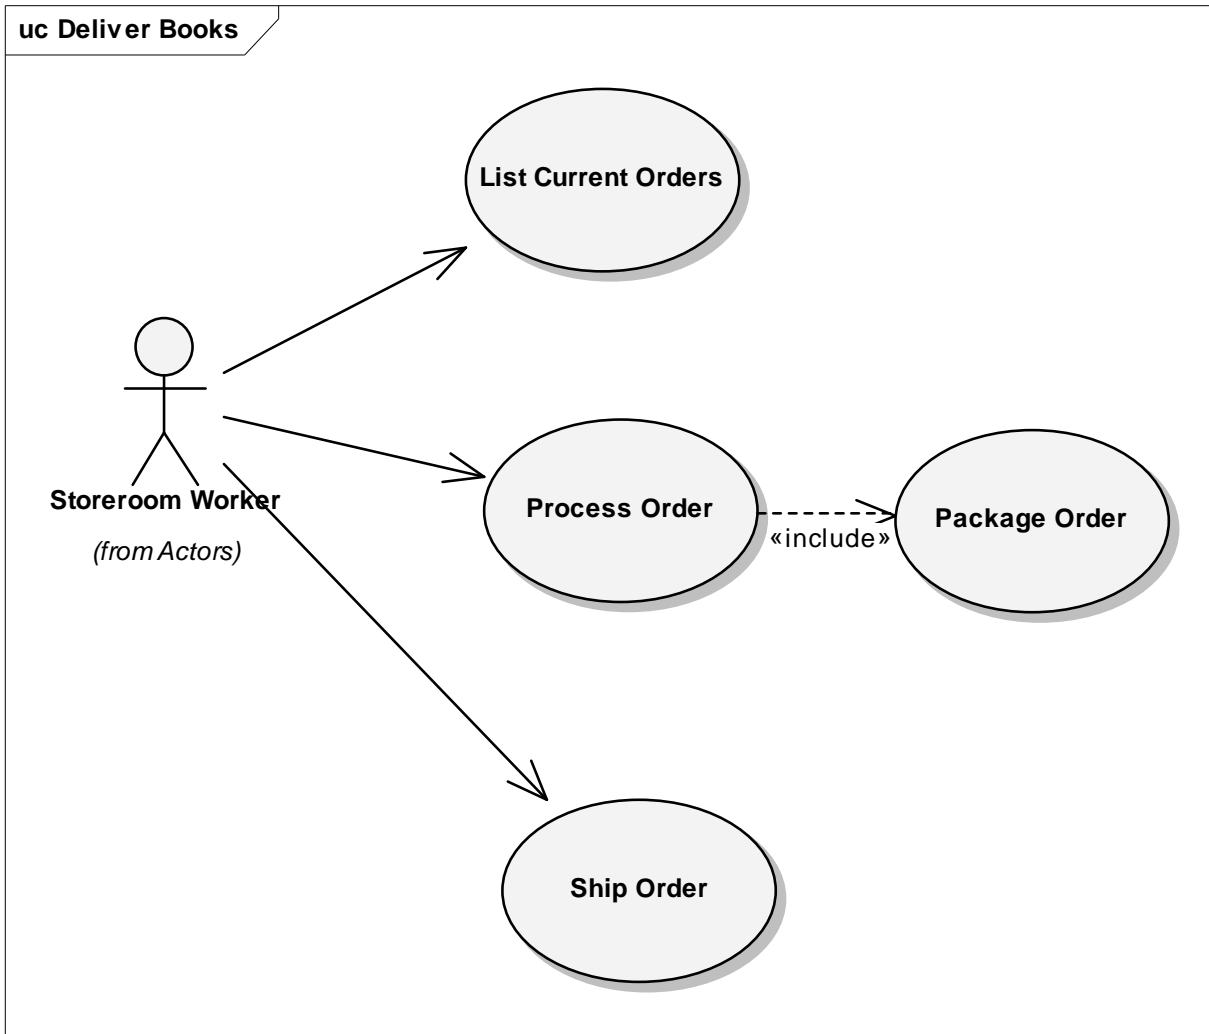 uc Deliver Books
List Current Orders
Storeroom Worker
(from Actors)
Process Order
«include»
Package Order
Ship Order